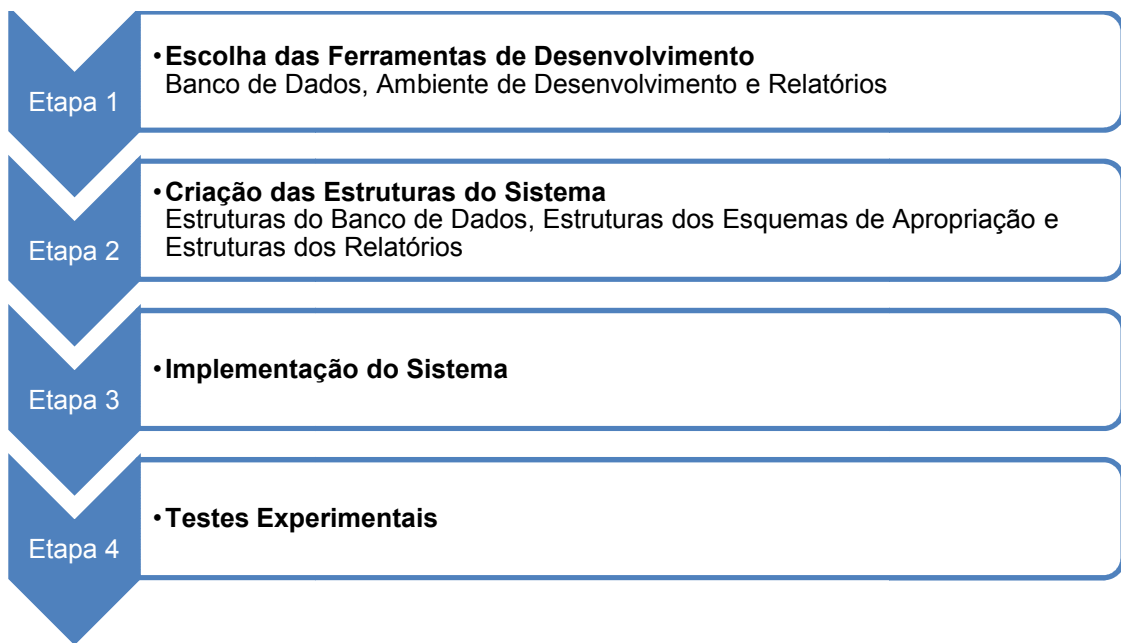 Etapa 1
•Escolha das Ferramentas de Desenvolvimento
Banco de Dados, Ambiente de Desenvolvimento e Relatórios
Etapa 2
•Criação das Estruturas do Sistema
Estruturas do Banco de Dados, Estruturas dos Esquemas de Apropriação e
Estruturas dos Relatórios
Etapa 3
•Implementação do Sistema
Etapa 4
•Testes Experimentais